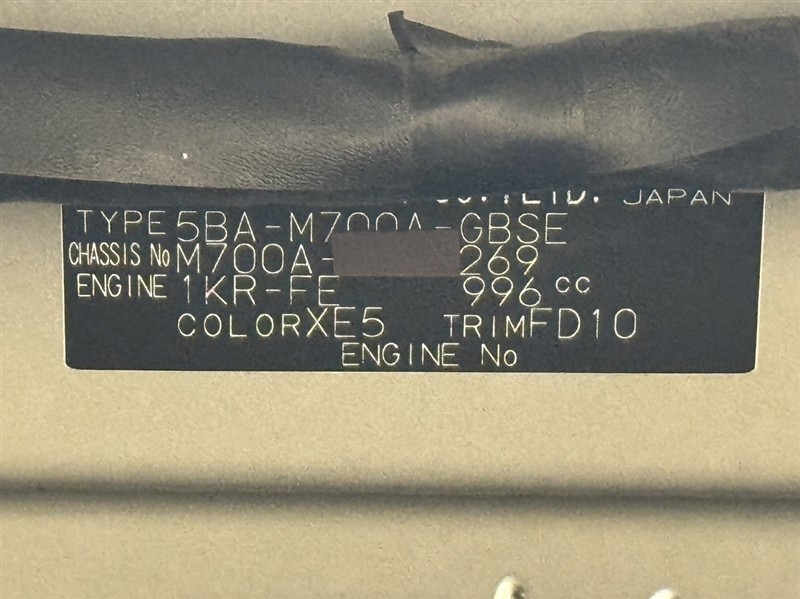 JAPAN
TYPE 5BA-M700A-GBSE
CHASSIS No M700A- 269
ENGINE 1KR-FE 996 cc
COLOR XE5 TRIM FD10
ENGINE No